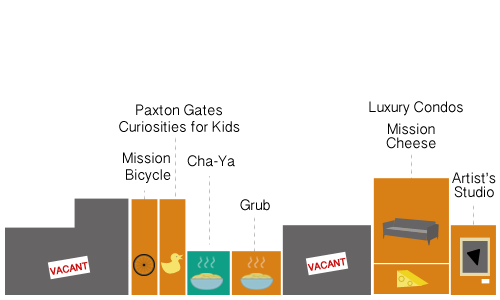 Paxton Gates
Curiosities for Kids
Luxury Condos
Mission
Cheese
Mission
Bicycle
Cha-Ya
Artist's
Studio
Grub
VACANT
VACANT